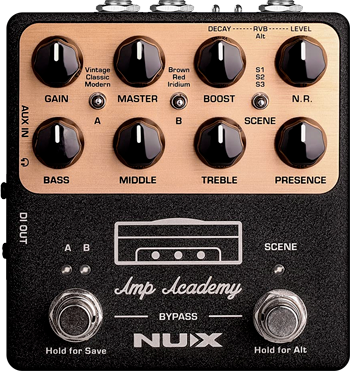 DECAY RVB LEVEL
Alt
Vintage
Classic
Modern
Brown
Red
Iridium
S1
S2
S3
GAIN MASTER BOOST N.R.
A B SCENE
AUX IN
BASS MIDDLE TREBLE PRESENCE
DI OUT
A B SCENE
Amp Academy
BYPASS
NUX
Hold for Save Hold for Alt